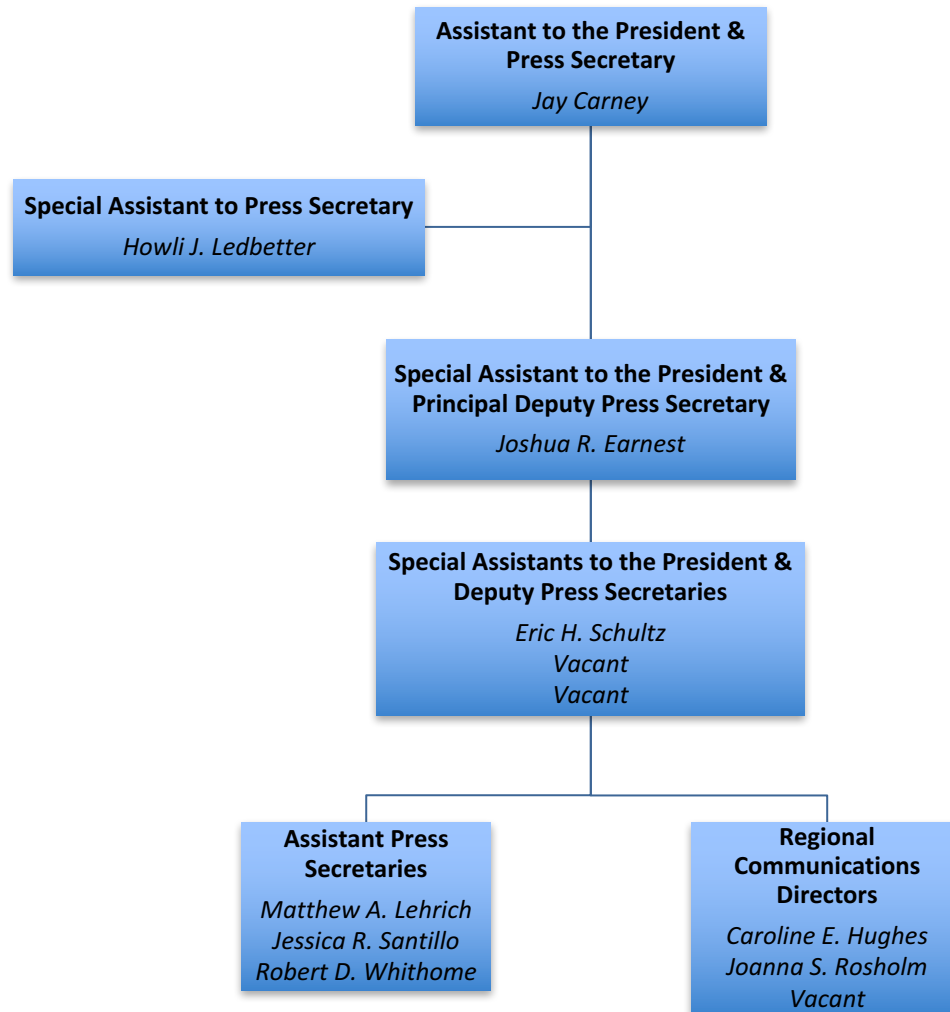 Assistant to the President &
Press Secretary
Jay Carney
Special Assistant to Press Secretary
Howli J. Ledbetter
Special Assistant to the President &
Principal Deputy Press Secretary
Joshua R. Earnest
Special Assistants to the President &
Deputy Press Secretaries
Eric H. Schultz
Vacant
Vacant
Assistant Press
Secretaries
Matthew A. Lehrich
Jessica R. Santillo
Robert D. Whithome
Regional
Communications
Directors
Caroline E. Hughes
Joanna S. Rosholm
Vacant